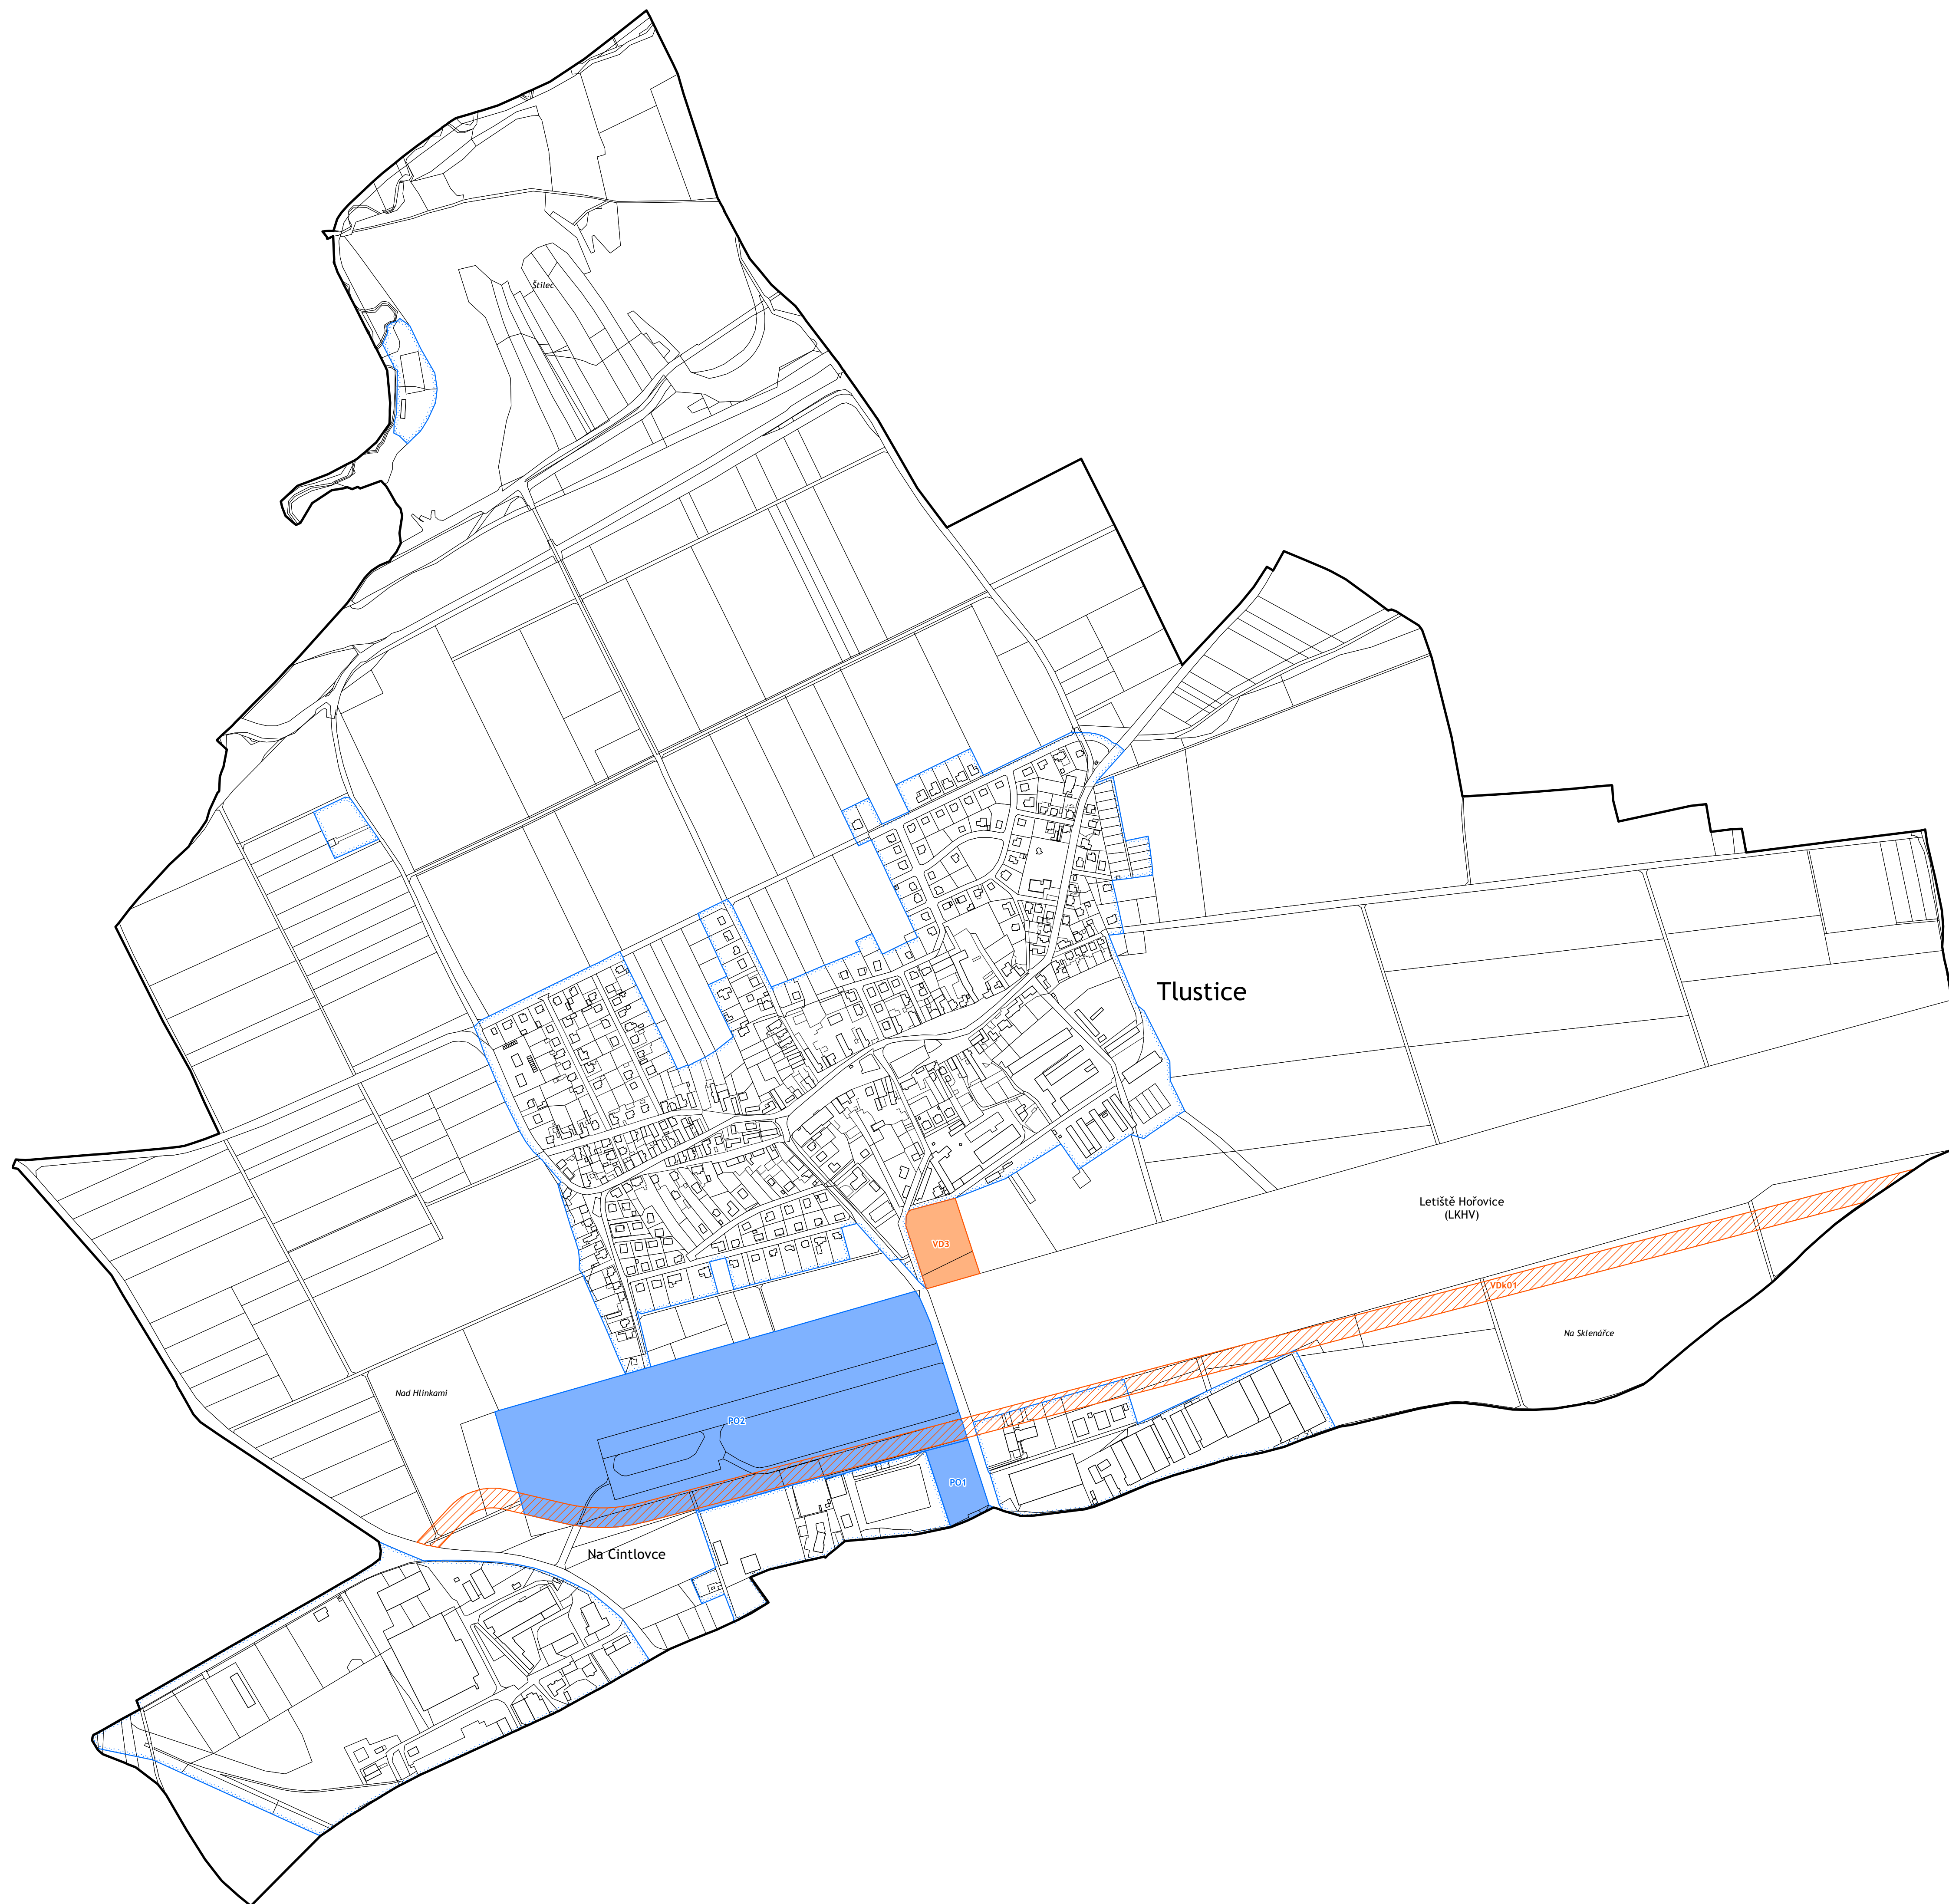 Štilec
Tlustice
Letiště Hořovice
(LKHV)
VD3
VDk01
Na Sklenářce
Nad Hlinkami
PO2
PO1
Na Cintlovce